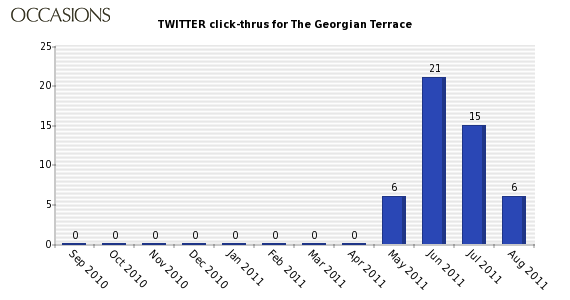 OCCASIONS
TWITTER click-thrus for The Georgian Terrace
25
20
15
10
5
0
0
0
0
0
0
0
0
0
6
21
15
6
Sep 2010
Oct 2010
Nov 2010
Dec 2010
Jan 2011
Feb 2011
Mar 2011
Apr 2011
May 2011
Jun 2011
Jul 2011
Aug 2011